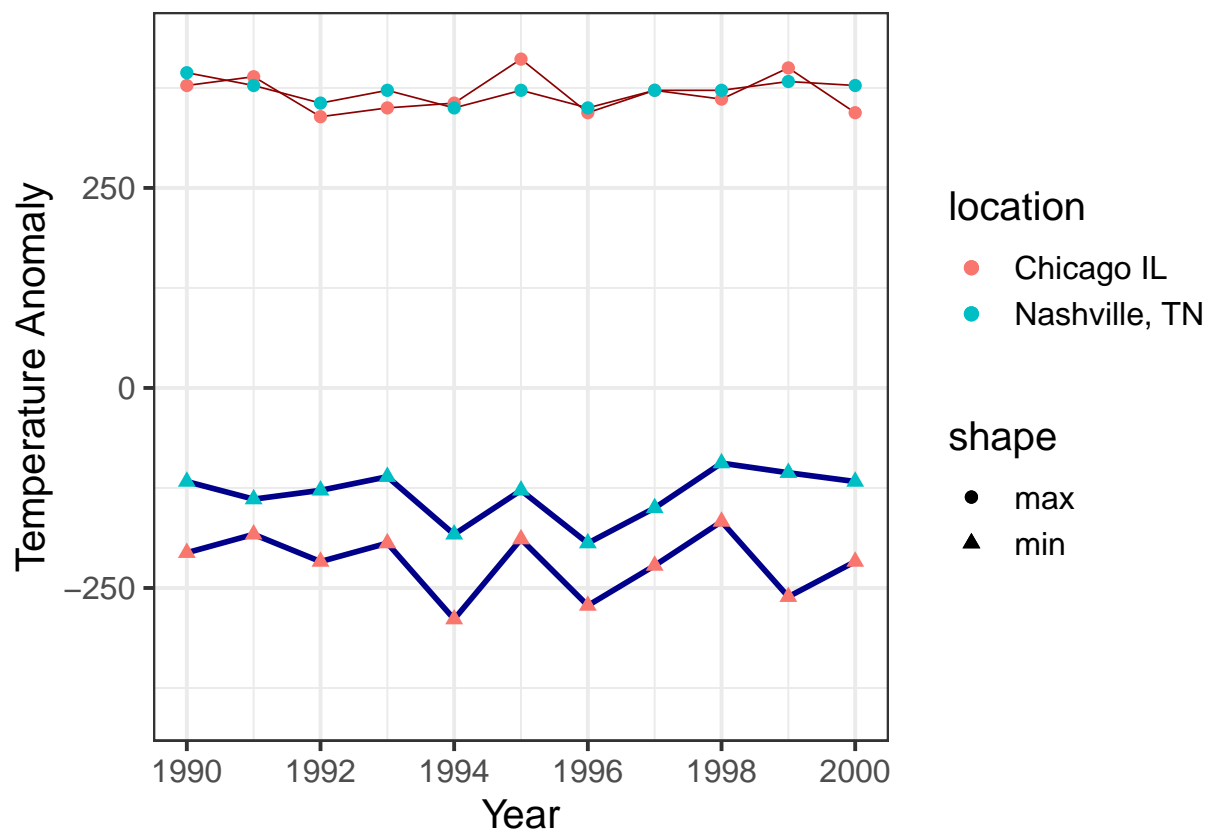 Temperature Anomaly
250
0
−250
1990 1992 1994 1996 1998 2000
Year
location
Chicago IL
Nashville, TN
shape
max
min